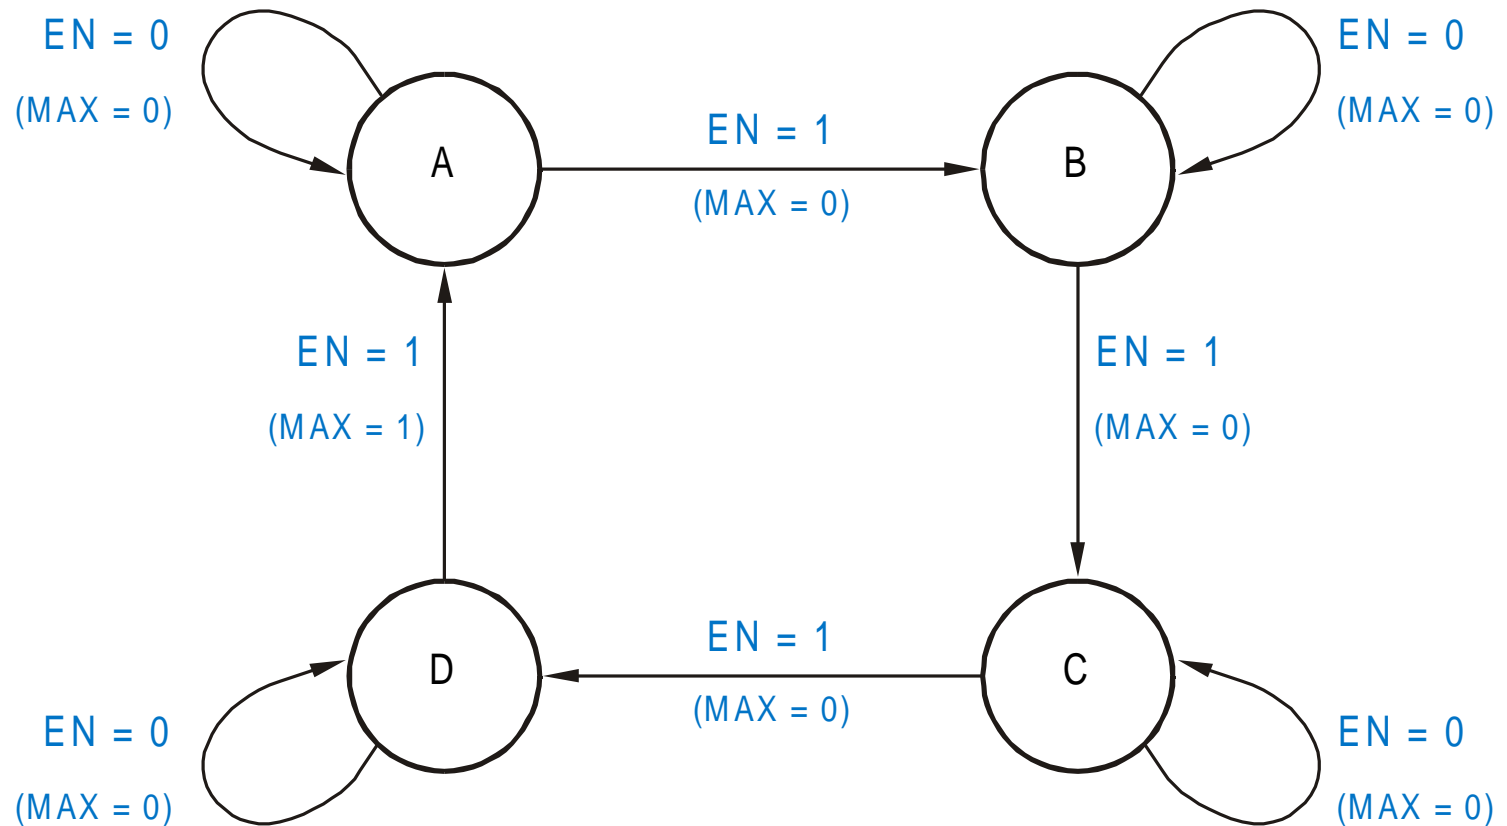 EN = 0
EN = 0
(MAX = 0)
(MAX = 0)
EN = 1
A
B
(MAX = 0)
EN = 1
EN = 1
(MAX = 1)
(MAX = 0)
EN = 1
D
C
(MAX = 0)
EN = 0
EN = 0
(MAX = 0)
(MAX = 0)